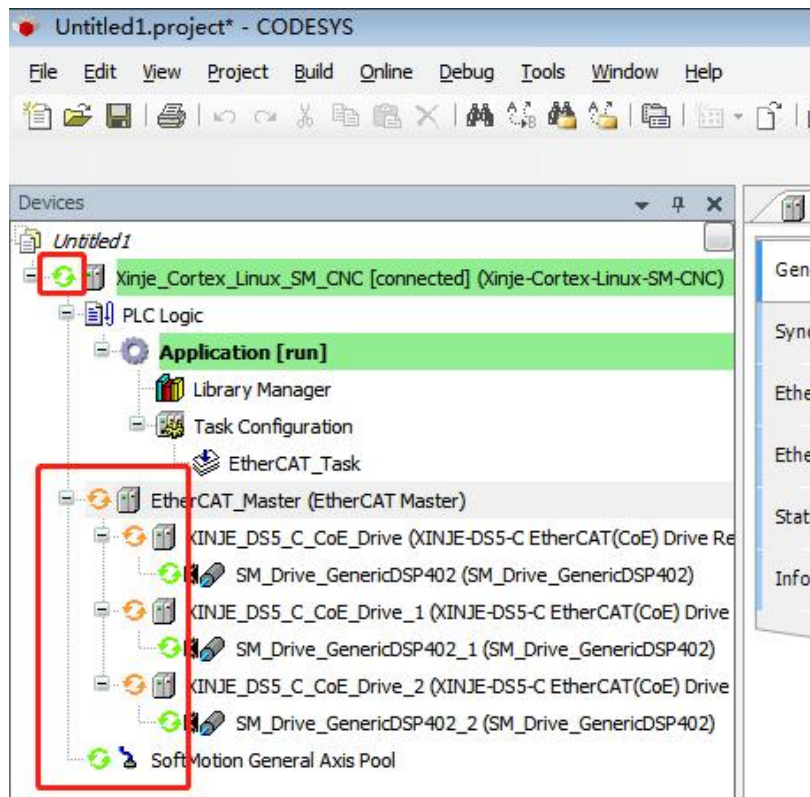 Untitled1.project* - CODESYS
File Edit View Project Build Online Debug Tools Window Help
Devices
Untitled1
Xinje_Cortex_Linux_SM_CNC [connected] (Xinje-Cortex-Linux-SM-CNC)
Gen
PLC Logic
Sync
Application [run]
Library Manager
Ethe
Task Configuration
EtherCAT_Task
Ethe
EtherCAT_Master (EtherCAT Master)
Stat
XINJE_DS5_C_CoE_Drive (XINJE-DS5-C EtherCAT(CoE) Drive Re
SM_Drive_GenericDSP402 (SM_Drive_GenericDSP402)
Info
XINJE_DS5_C_CoE_Drive_1 (XINJE-DS5-C EtherCAT(CoE) Drive
SM_Drive_GenericDSP402_1 (SM_Drive_GenericDSP402)
XINJE_DS5_C_CoE_Drive_2 (XINJE-DS5-C EtherCAT(CoE) Drive
SM_Drive_GenericDSP402_2 (SM_Drive_GenericDSP402)
SoftMotion General Axis Pool